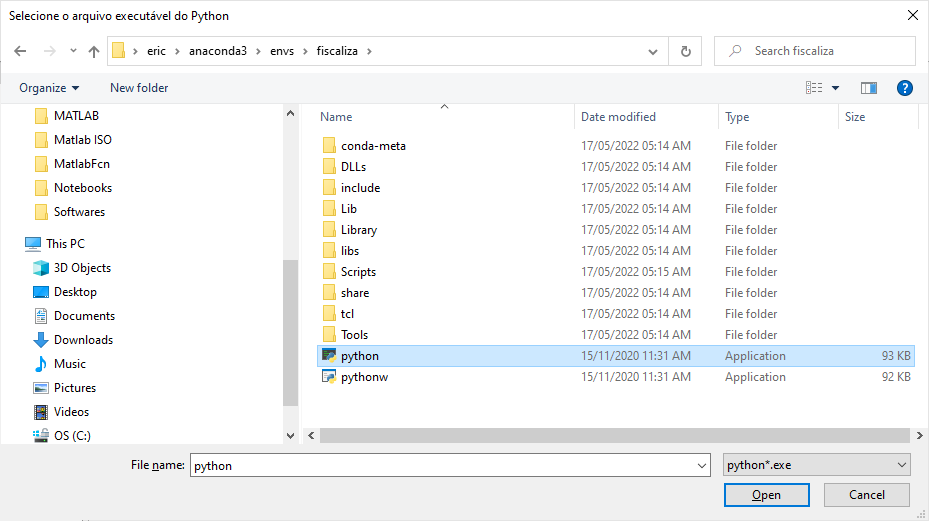 Selecione o arquivo executável do Python
eric > anaconda3 > envs > fiscaliza >
Search fiscaliza
Organize
New folder
?
MATLAB
Matlab ISO
MatlabFcn
Notebooks
Softwares
This PC
3D Objects
Desktop
Documents
Downloads
Music
Pictures
Videos
OS (C:)
Name Date modified Type Size
conda-meta 17/05/2022 05:14 AM File folder
DLLs 17/05/2022 05:14 AM File folder
include 17/05/2022 05:14 AM File folder
Lib 17/05/2022 05:14 AM File folder
Library 17/05/2022 05:14 AM File folder
libs 17/05/2022 05:14 AM File folder
Scripts 17/05/2022 05:15 AM File folder
share 17/05/2022 05:14 AM File folder
tcl 17/05/2022 05:14 AM File folder
Tools 17/05/2022 05:14 AM File folder
python 15/11/2020 11:31 AM Application 93 KB
pythonw 15/11/2020 11:31 AM Application 92 KB
File name: python python*.exe
Open Cancel